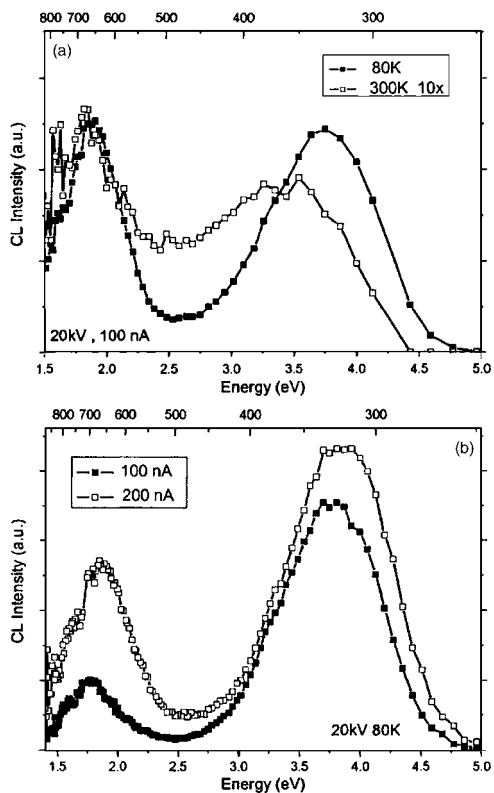 800 700 600 500 400 300
(a)
80K
300K 10x
CL Intensity (a.u.)
20kV , 100 nA
1.5 2.0 2.5 3.0 3.5 4.0 4.5 5.0
Energy (eV)
800 700 600 500 400 300
(b)
100 nA
200 nA
CL Intensity (a.u.)
20kV 80K
1.5 2.0 2.5 3.0 3.5 4.0 4.5 5.0
Energy (eV)